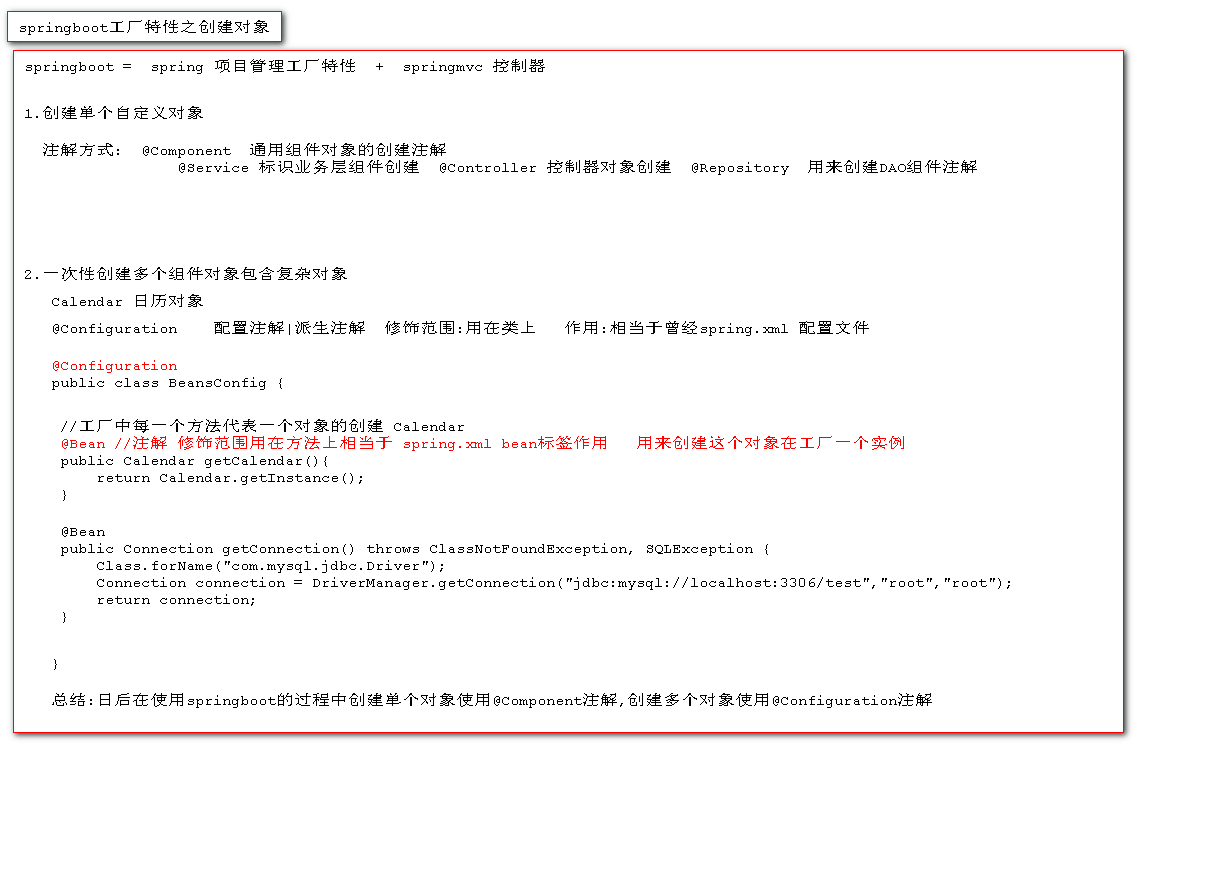 springboot工厂特性之创建对象
springboot =  spring 项目管理工厂特性  +  springmvc 控制器
1.创建单个自定义对象
注解方式:  @Component  通用组件对象的创建注解
@Service 标识业务层组件创建  @Controller 控制器对象创建  @Repository  用来创建DAO组件注解
2.一次性创建多个组件对象包含复杂对象
Calendar 日历对象
@Configuration    配置注解|派生注解  修饰范围:用在类上   作用:相当于曾经spring.xml 配置文件
@Configuration
public class BeansConfig {
//工厂中每一个方法代表一个对象的创建 Calendar
@Bean //注解 修饰范围用在方法上相当于 spring.xml bean标签作用   用来创建这个对象在工厂一个实例
public Calendar getCalendar(){
return Calendar.getInstance();
}
@Bean
public Connection getConnection() throws ClassNotFoundException, SQLException {
Class.forName("com.mysql.jdbc.Driver");
Connection connection = DriverManager.getConnection("jdbc:mysql://localhost:3306/test","root","root");
return connection;
}
}
总结:日后在使用springboot的过程中创建单个对象使用@Component注解,创建多个对象使用@Configuration注解